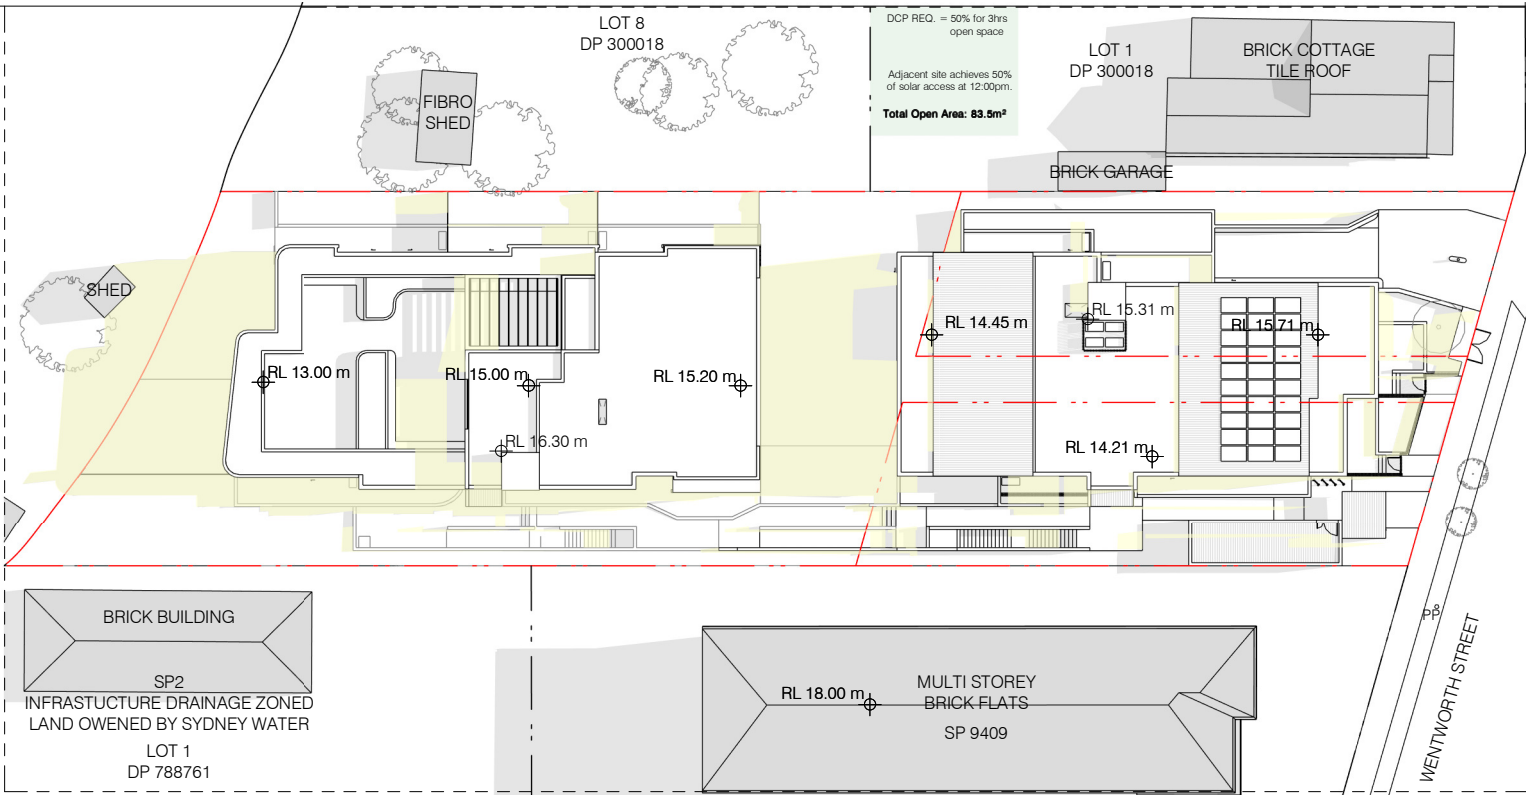 LOT 8
DP 300018
DCP REQ. = 50% for 3hrs
open space
Adjacent site achieves 50%
of solar access at 12:00pm.
Total Open Area: 83.5m²
LOT 1
DP 300018
BRICK COTTAGE
TILE ROOF
FIBRO
SHED
BRICK GARAGE
SHED
RL 13.00 m
RL 15.00 m
RL 15.20 m
RL 16.30 m
RL 14.45 m
RL 15.31 m
RL 15.71 m
RL 14.21 m
BRICK BUILDING
SP2
INFRASTUCTURE DRAINAGE ZONED
LAND OWENED BY SYDNEY WATER
LOT 1
DP 788761
RL 18.00 m
MULTI STOREY
BRICK FLATS
SP 9409
PP
WENTWORTH STREET